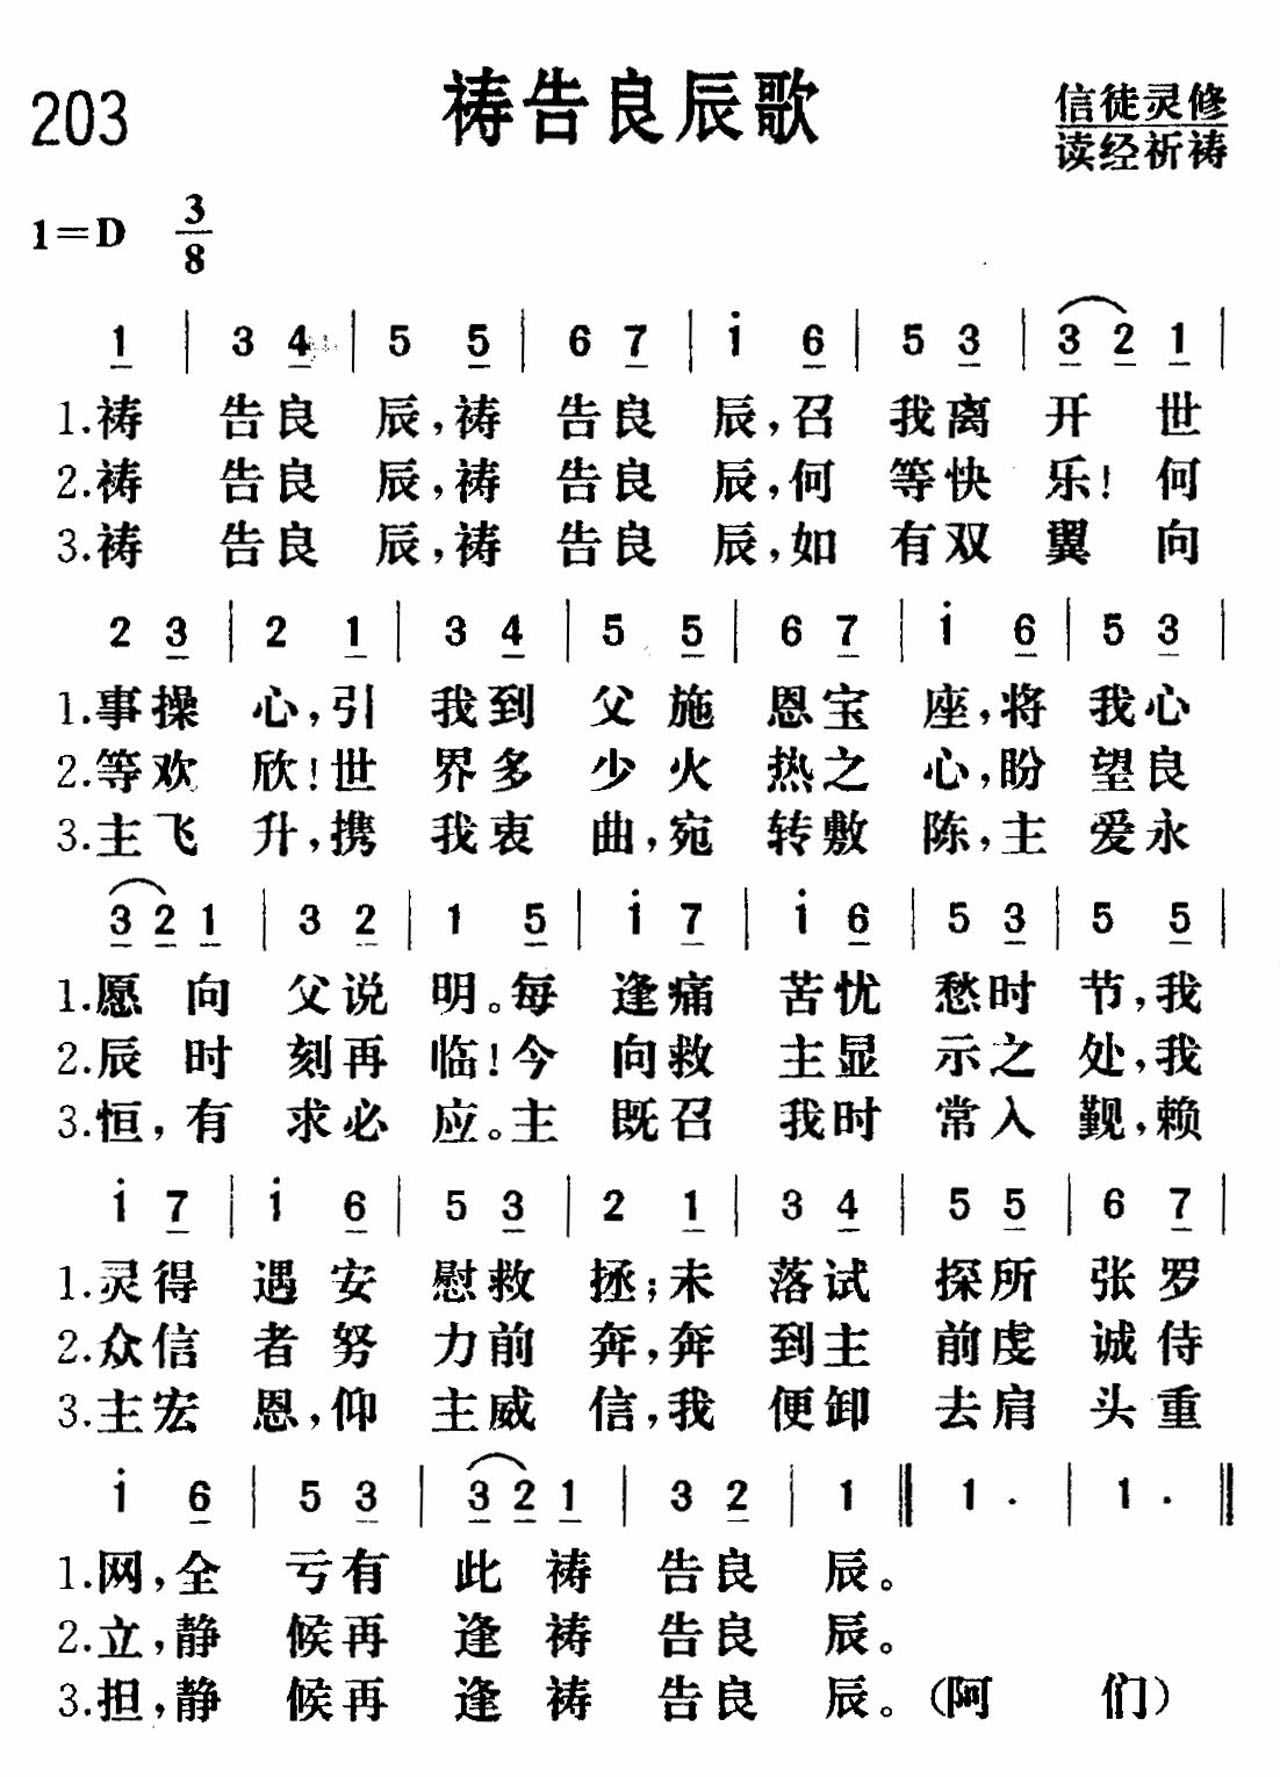 203
祷告良辰歌
信徒灵修
读经祈祷
1=D 3/8
1 | 3 4 | 5 5 | 6 7 | i 6 | 5 3 | 3 2 1 |
1.祷 告良 辰,祷 告良 辰,召 我离 开 世
2.祷 告良 辰,祷 告良 辰,何 等快 乐! 何
3.祷 告良 辰,祷 告良 辰,如 有双 翼 向
2 3 | 2 1 | 3 4 | 5 5 | 6 7 | i 6 | 5 3 |
1.事操 心,引 我到 父 施 恩宝 座,将 我心
2.等欢 欣!世 界多 少 火 热之 心,盼 望良
3.主飞 升,携 我衷 曲,宛 转敷 陈,主 爱永
3 2 1 | 3 2 | 1 5 | i 7 | i 6 | 5 3 | 5 5 |
1.愿 向 父说 明。每 逢痛 苦忧 愁时 节,我
2.辰 时 刻再 临!今 向救 主显 示之 处,我
3.恒,有 求必 应。主 既召 我时 常入 觐,赖
i 7 | i 6 | 5 3 | 2 1 | 3 4 | 5 5 | 6 7 |
1.灵得 遇 安 慰救 拯;未 落试 探所 张 罗
2.众信 者 努 力前 奔,奔 到主 前虔 诚 侍
3.主宏 恩,仰 主威 信,我 便卸 去肩 头 重
i 6 | 5 3 | 3 2 1 | 3 2 | 1 ‖ 1 · | 1 · ‖
1.网,全 亏有 此 祷 告良 辰。
2.立,静 候再 逢 祷 告良 辰。
3.担,静 候再 逢 祷 告良 辰。(阿 们)